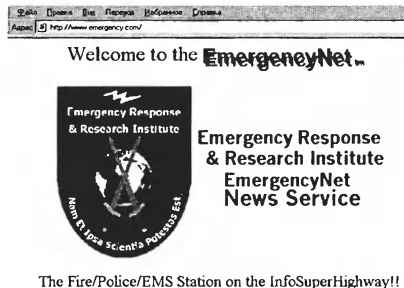 Файл Правка Вид Переход Избранное Справка
Адрес http://www.emergency.com/
Welcome to the EmergencyNet
Emergency Response
& Research Institute
Nam Et Ipsa Scientia Potestas Est.
Emergency Response
& Research Institute
EmergencyNet
News Service
The Fire/Police/EMS Station on the InfoSuperHighway!!